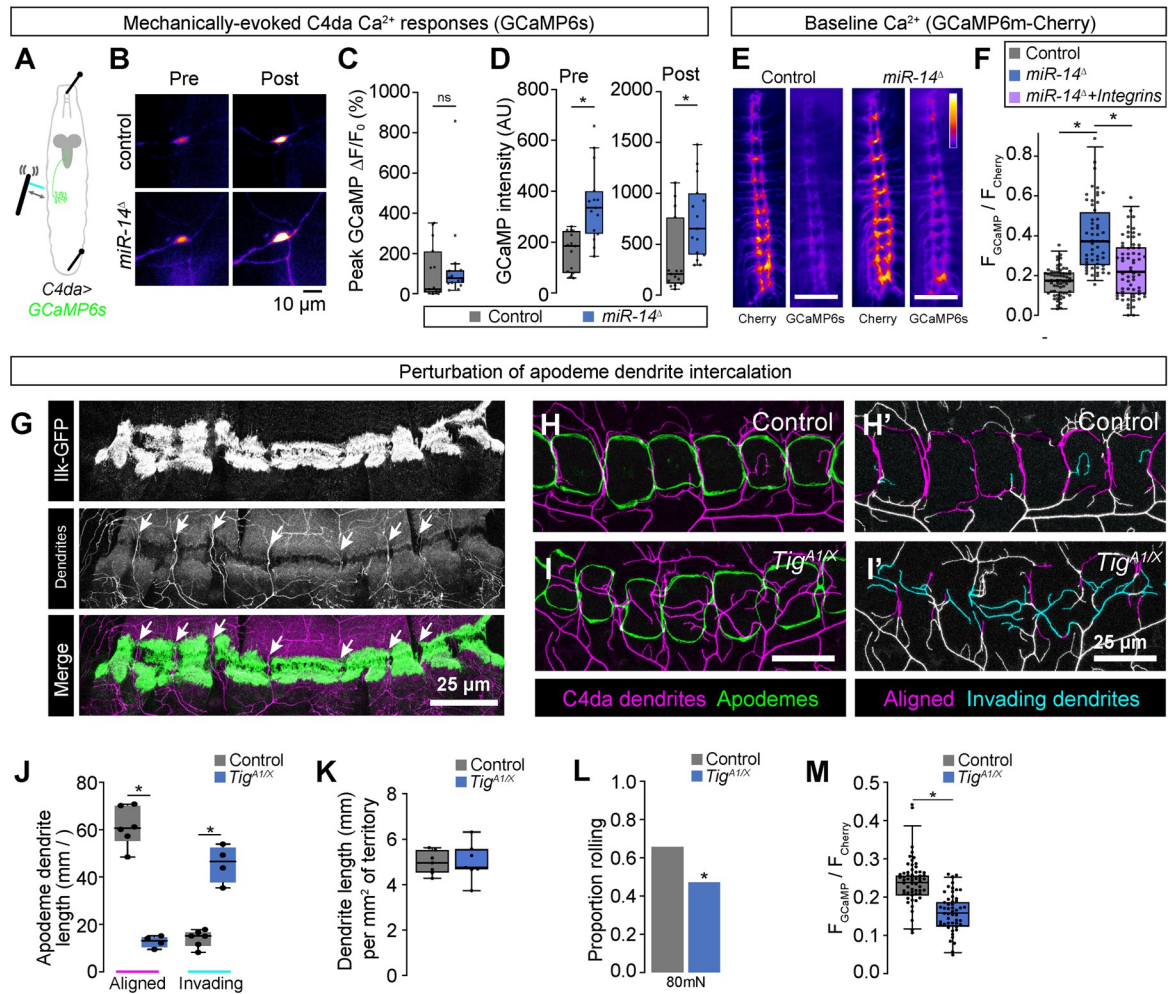 Mechanically-evoked C4da Ca²⁺ responses (GCaMP6s)
Baseline Ca²⁺ (GCaMP6m-Cherry)
A
C4da>
GCaMP6s
B
Pre
Post
control
miR-14Δ
10 µm
C
ns
Peak GCaMP ΔF/F₀ (%)
1000
800
600
400
200
0
D
Pre
Post
GCaMP intensity (AU)
*
800
600
400
200
0
*
2000
1500
1000
500
0
Control
miR-14Δ
E
Control
miR-14Δ
Cherry
GCaMP6s
Cherry
GCaMP6s
F
Control
miR-14Δ
miR-14Δ+Integrins
*
*
F GCaMP / F Cherry
0.8
0.6
0.4
0.2
0.0
-
Perturbation of apodeme dendrite intercalation
G
Ilk-GFP
Dendrites
Merge
25 µm
H
Control
H’
Control
I
Tig A1/X
I’
Tig A1/X
25 µm
C4da dendrites
Apodemes
Aligned
Invading dendrites
J
Control
Tig A1/X
Apodeme dendrite
length (mm / )
80
60
40
20
0
*
*
Aligned
Invading
K
Control
Tig A1/X
Dendrite length (mm)
per mm² of territory
8
6
4
2
0
L
Control
Tig A1/X
Proportion rolling
1.0
0.8
0.6
0.4
0.2
0.0
*
80mN
M
Control
Tig A1/X
*
F GCaMP / F Cherry
0.5
0.4
0.3
0.2
0.1
0.0